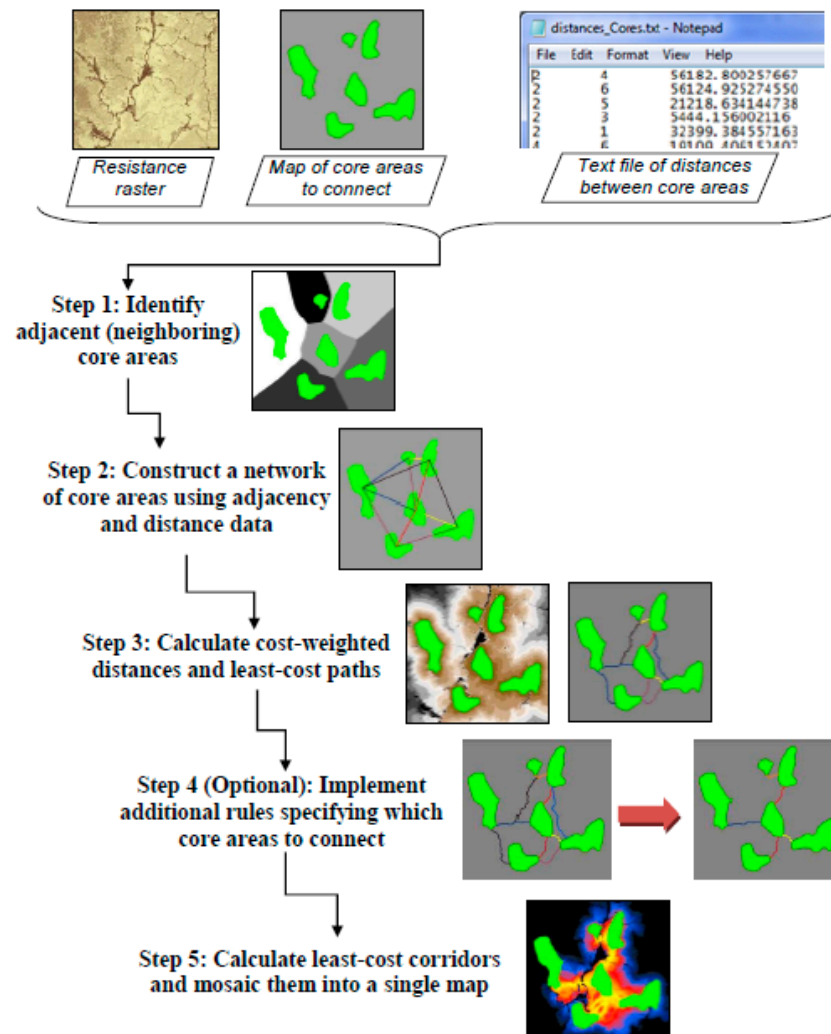 distances_Cores.txt - Notepad
File Edit Format View Help
2 4 56182.800257667
2 6 56124.925274550
2 5 21218.634144738
2 3 5444.156002116
2 1 32399.384557163
Resistance
raster
Map of core areas
to connect
Text file of distances
between core areas
Step 1: Identify
adjacent (neighboring)
core areas
Step 2: Construct a network
of core areas using adjacency
and distance data
Step 3: Calculate cost-weighted
distances and least-cost paths
Step 4 (Optional): Implement
additional rules specifying which
core areas to connect
Step 5: Calculate least-cost corridors
and mosaic them into a single map